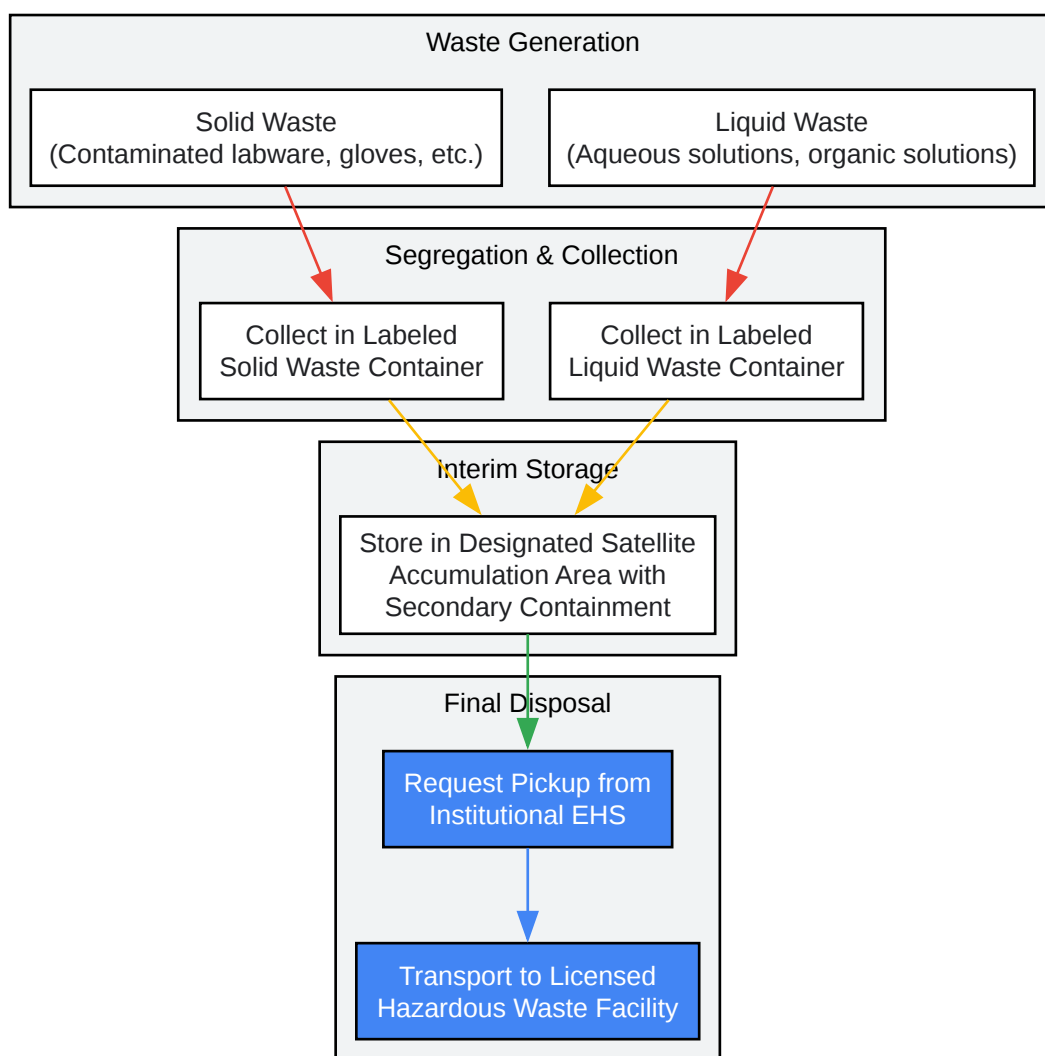 Waste Generation
Solid Waste
(Contaminated labware, gloves, etc.)
Liquid Waste
(Aqueous solutions, organic solutions)
Segregation & Collection
Collect in Labeled
Solid Waste Container
Collect in Labeled
Liquid Waste Container
Interim Storage
Store in Designated Satellite
Accumulation Area with
Secondary Containment
Final Disposal
Request Pickup from
Institutional EHS
Transport to Licensed
Hazardous Waste Facility